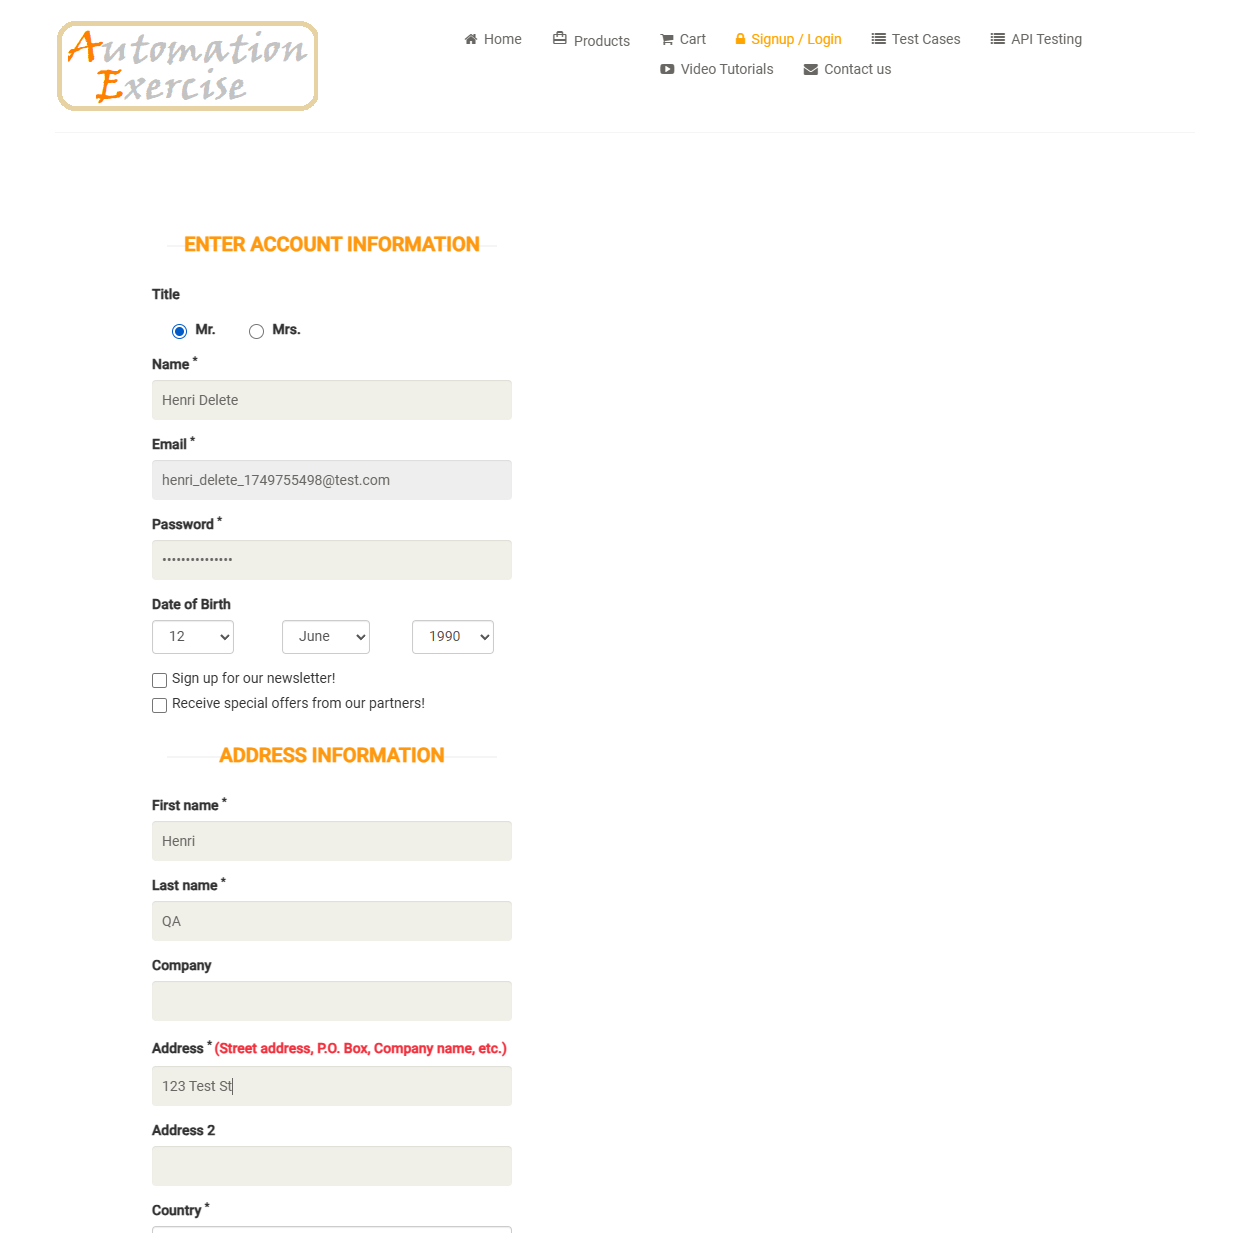 Automation
Exercise
Home
Products
Cart
Signup / Login
Test Cases
API Testing
Video Tutorials
Contact us
ENTER ACCOUNT INFORMATION
Title
Mr.
Mrs.
Name *
Henri Delete
Email *
henri_delete_1749755498@test.com
Password *
•••••••••••••••
Date of Birth
12
June
1990
Sign up for our newsletter!
Receive special offers from our partners!
ADDRESS INFORMATION
First name *
Henri
Last name *
QA
Company
Address * (Street address, P.O. Box, Company name, etc.)
123 Test St
Address 2
Country *